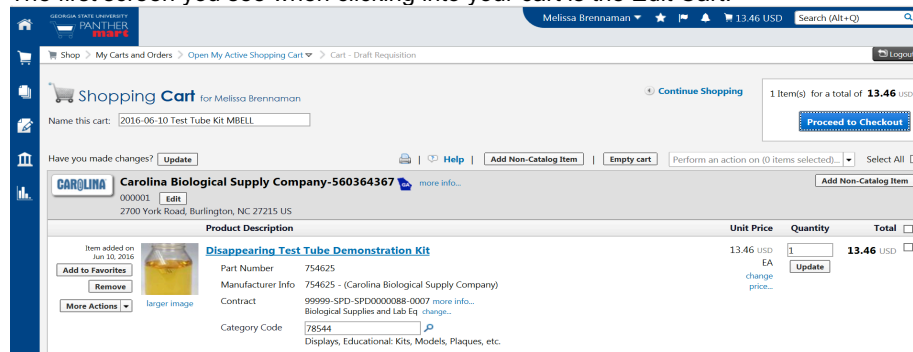 The first screen you see when clicking into your cart is the Edit Cart.
GEORGIA STATE UNIVERSITY
PANTHER
mart
Melissa Brennaman
13.46 USD
Search (Alt+Q)
Shop > My Carts and Orders > Open My Active Shopping Cart > Cart - Draft Requisition
Logout
Shopping Cart for Melissa Brennaman
Continue Shopping
1 Item(s) for a total of 13.46 USD
Name this cart: 2016-06-10 Test Tube Kit MBELL
Proceed to Checkout
Have you made changes? Update
| Help | Add Non-Catalog Item | Empty cart Perform an action on (0 items selected)... Select All
CAROLINA
Carolina Biological Supply Company-560364367 GA more info...
Add Non-Catalog Item
000001 Edit
2700 York Road, Burlington, NC 27215 US
Product Description Unit Price Quantity Total
Item added on
Jun 10, 2016
Add to Favorites
Remove
More Actions
larger image
Disappearing Test Tube Demonstration Kit
13.46 USD 1 13.46 USD
EA Update
change
price...
Part Number 754625
Manufacturer Info 754625 - (Carolina Biological Supply Company)
Contract 99999-SPD-SPD0000088-0007 more info...
Biological Supplies and Lab Eq change...
Category Code 78544
Displays, Educational: Kits, Models, Plaques, etc.